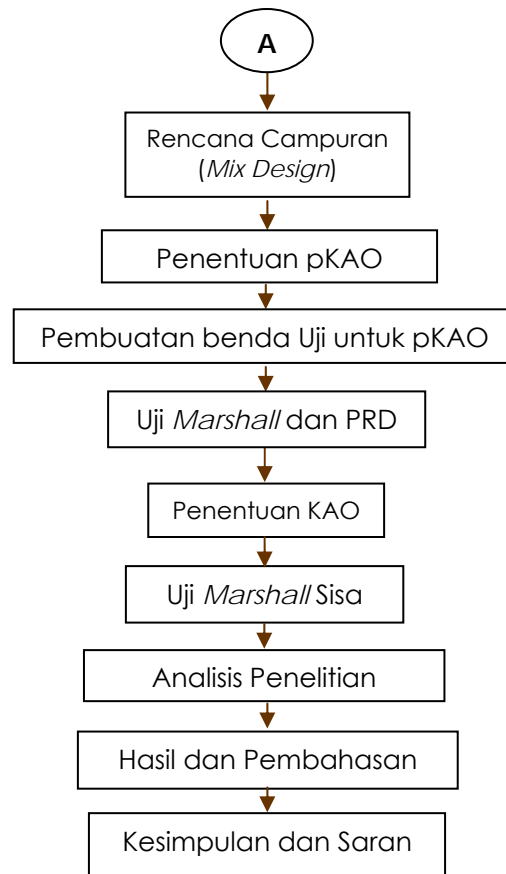 A
Rencana Campuran
(Mix Design)
Penentuan pKAO
Pembuatan benda Uji untuk pKAO
Uji Marshall dan PRD
Penentuan KAO
Uji Marshall Sisa
Analisis Penelitian
Hasil dan Pembahasan
Kesimpulan dan Saran